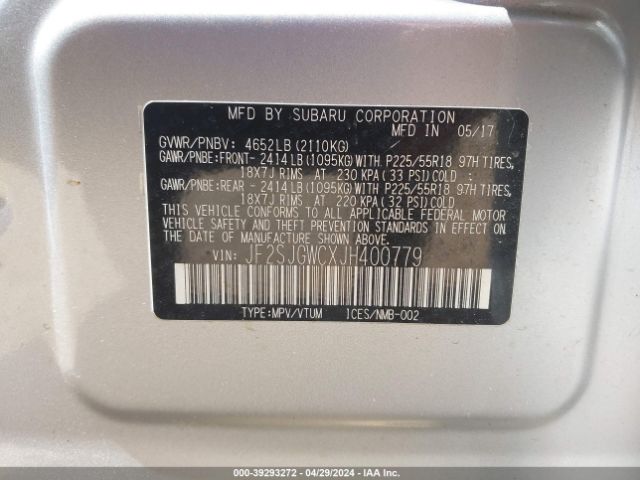 MFD BY SUBARU CORPORATION
MFD IN 05/17
GVWR/PNBV: 4652LB(2110KG)
GAWR/PNBE:FRONT- 2414LB(1095KG)WITH P225/55R18 97H TIRES,
18X7J RIMS AT 230 KPA(33 PSI)COLD
GAWR/PNBE:REAR - 2414LB(1095KG)WITH P225/55R18 97H TIRES,
18X7J RIMS AT 220 KPA(32 PSI)COLD
THIS VEHICLE CONFORMS TO ALL APPLICABLE FEDERAL MOTOR
VEHICLE SAFETY AND THEFT PREVENTION STANDARDS IN EFFECT
ON THE DATE OF MANUFACTURE SHOWN ABOVE.
VIN: JF2SJGWCXJH400779
TYPE:MPV/VTUM ICES/NMB-002
000-39293272 - 04/29/2024 - IAA Inc.